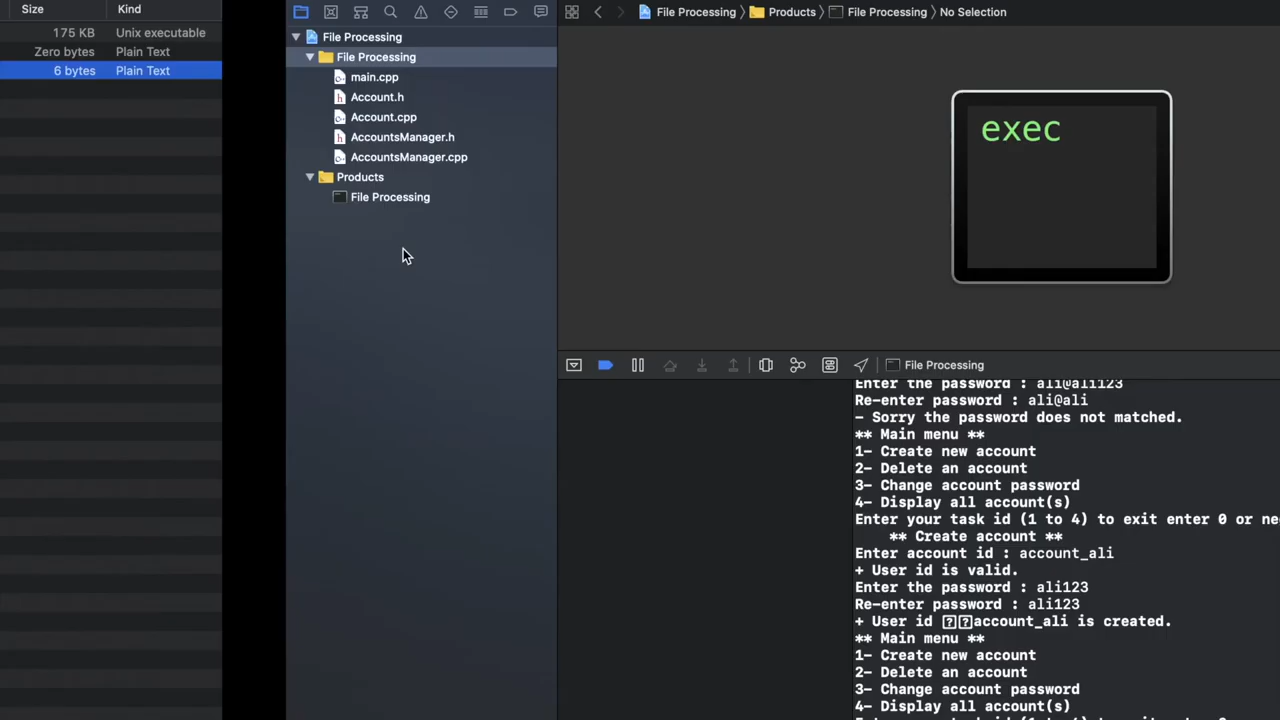 Size Kind
175 KB Unix executable
Zero bytes Plain Text
6 bytes Plain Text
File Processing
File Processing
main.cpp
Account.h
Account.cpp
AccountsManager.h
AccountsManager.cpp
Products
File Processing
File Processing Products File Processing No Selection
exec
File Processing
Enter the password : ali@ali123
Re-enter password : ali@ali
- Sorry the password does not matched.
** Main menu **
1- Create new account
2- Delete an account
3- Change account password
4- Display all account(s)
Enter your task id (1 to 4) to exit enter 0 or
** Create account **
Enter account id : account_ali
+ User id is valid.
Enter the password : ali123
Re-enter password : ali123
+ User id account_ali is created.
** Main menu **
1- Create new account
2- Delete an account
3- Change account password
4- Display all account(s)